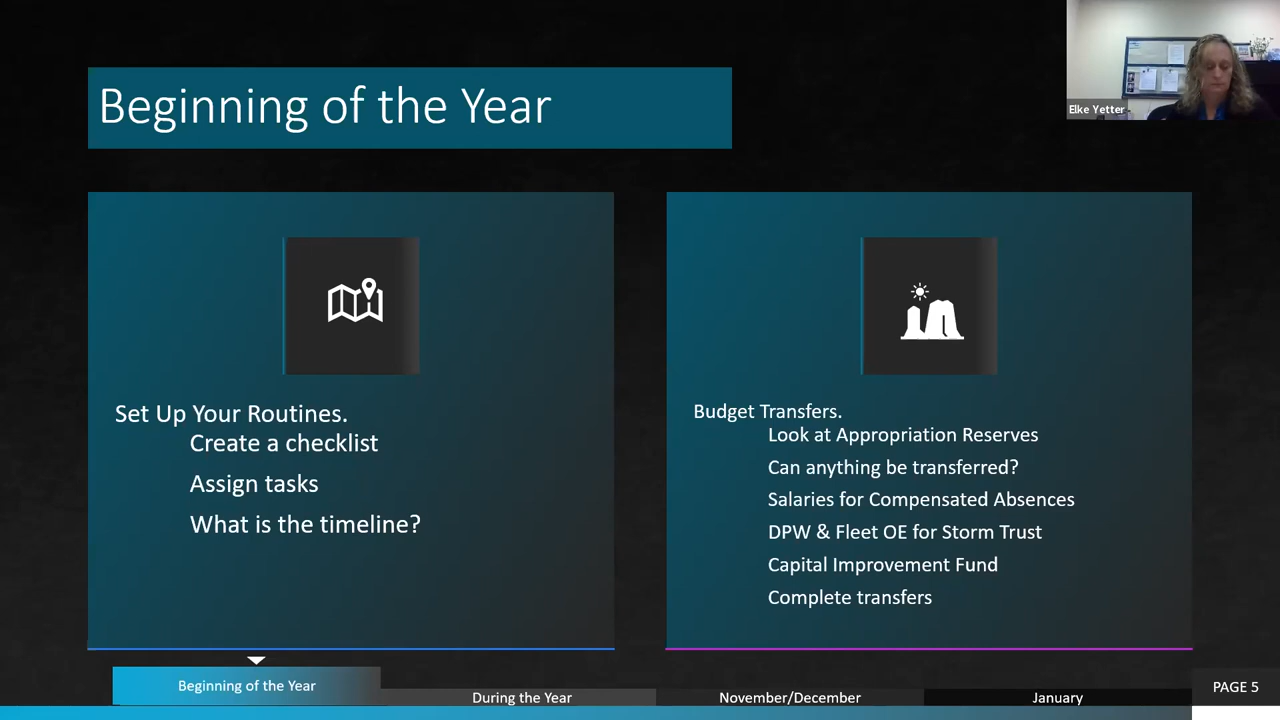 Beginning of the Year
Elke Yetter
Set Up Your Routines.
Create a checklist
Assign tasks
What is the timeline?
Budget Transfers.
Look at Appropriation Reserves
Can anything be transferred?
Salaries for Compensated Absences
DPW & Fleet OE for Storm Trust
Capital Improvement Fund
Complete transfers
Beginning of the Year
During the Year
November/December
January
PAGE 5